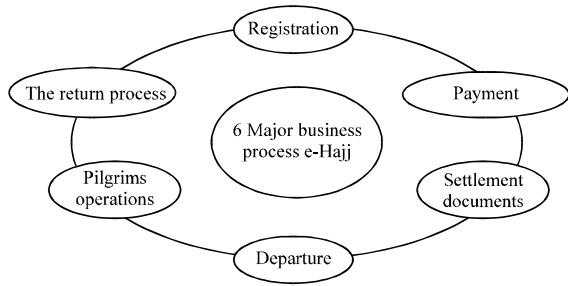 Registration
The return process
Payment
6 Major business
process e-Hajj
Pilgrims
operations
Settlement
documents
Departure